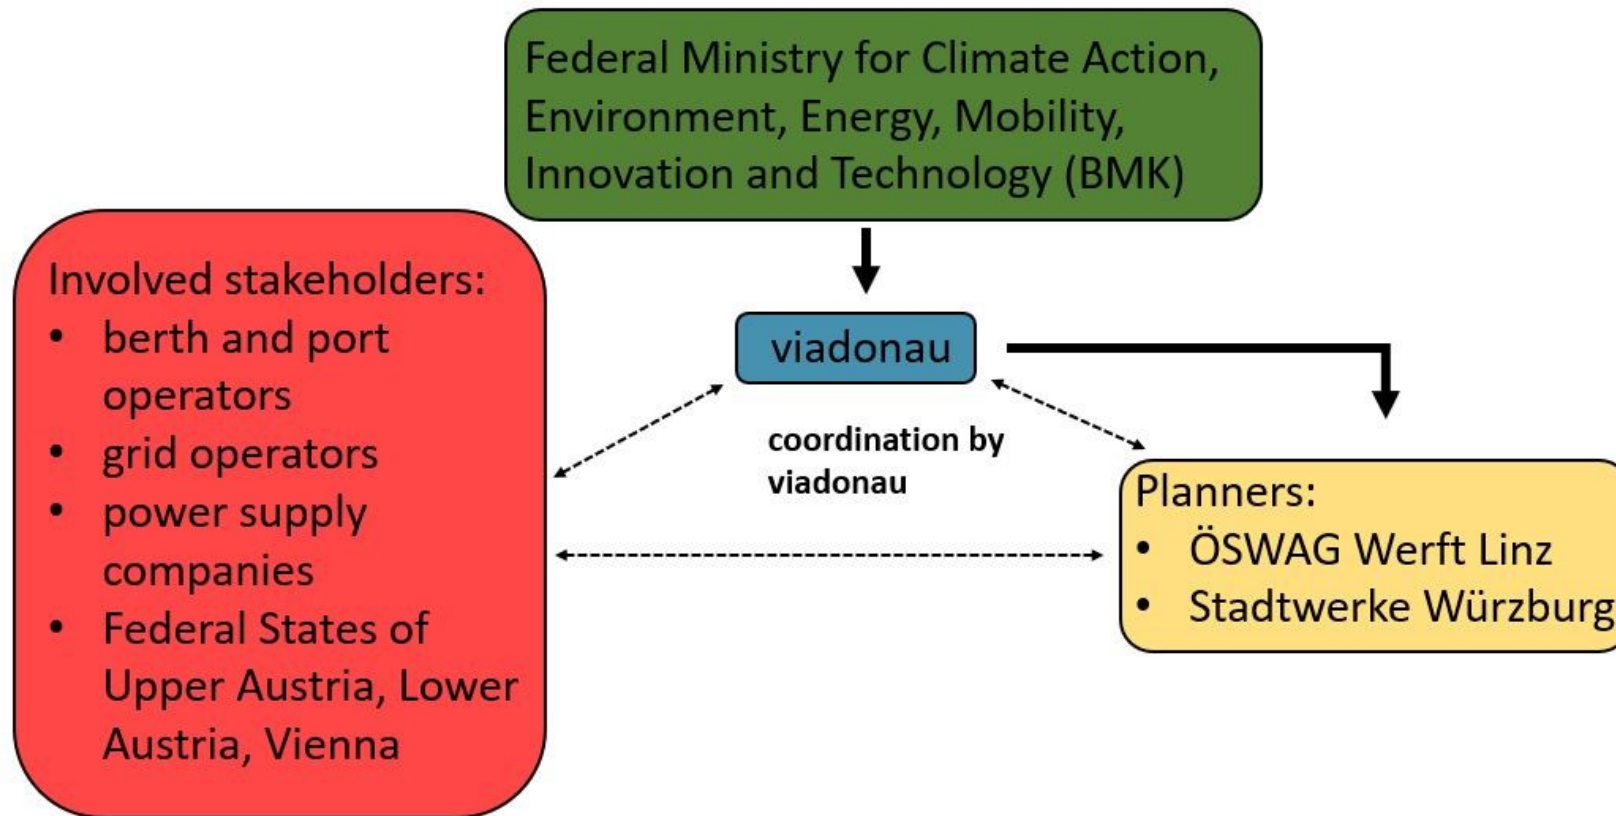 Federal Ministry for Climate Action,
Environment, Energy, Mobility,
Innovation and Technology (BMK)
Involved stakeholders:
• berth and port
operators
• grid operators
• power supply
companies
• Federal States of
Upper Austria, Lower
Austria, Vienna
viadonau
coordination by
viadonau
Planners:
• ÖSWAG Werft Linz
• Stadtwerke Würzburg